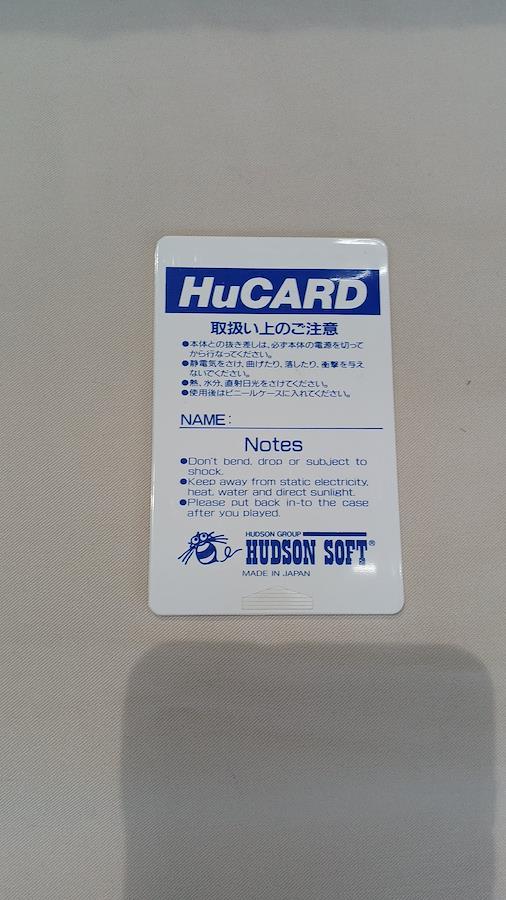 HuCARD
取扱い上のご注意
●本体との抜き差しは、必ず本体の電源を切って
から行なってください。
●静電気をさけ、曲げたり、落したり、衝撃を与え
ないでください。
●熱、水分、直射日光をさけてください。
●使用後はビニールケースに入れてください。
NAME:
Notes
●Don't bend, drop or subject to
shock.
●Keep away from static electricity,
heat, water and direct sunlight.
●Please put back in-to the case
after you played.
HUDSON GROUP
HUDSON SOFT®
MADE IN JAPAN